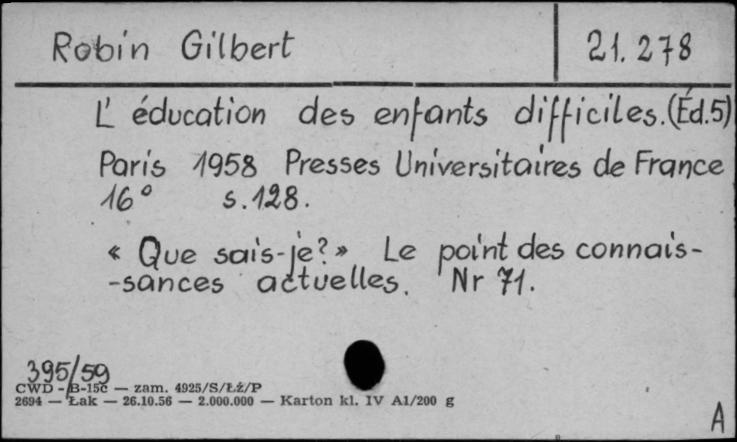 Robin Gilbert 21.278
L' éducation des enfants difficiles. (Éd.5)
Paris 1958 Presses Universitaires de France
16° s.128.
« Que sais-je? » Le point des connais-
-sances actuelles. Nr 71.
395/59
CWD - B-15c — zam. 4925/S/Łż/P
2694 — Łak — 26.10.56 — 2.000.000 — Karton kl. IV A1/200 g
A